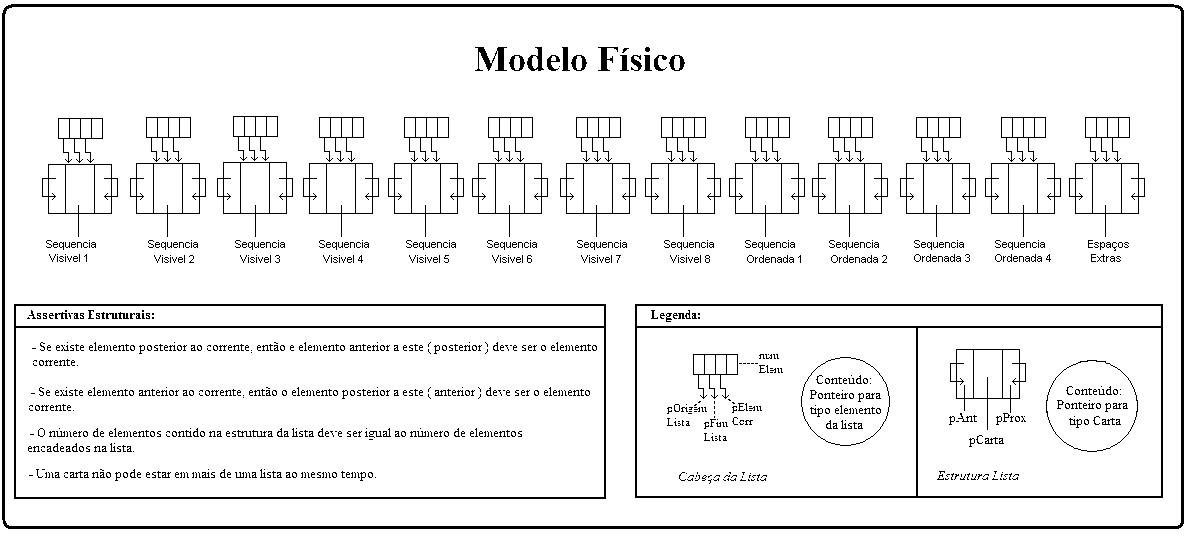 Modelo Físico
Sequencia
Visivel 1
Sequencia
Visivel 2
Sequencia
Visivel 3
Sequencia
Visivel 4
Sequencia
Visivel 5
Sequencia
Visivel 6
Sequencia
Visivel 7
Sequencia
Visivel 8
Sequencia
Ordenada 1
Sequencia
Ordenada 2
Sequencia
Ordenada 3
Sequencia
Ordenada 4
Espaços
Extras
Assertivas Estruturais:
- Se existe elemento posterior ao corrente, então e elemento anterior a este ( posterior ) deve ser o elemento
corrente.
- Se existe elemento anterior ao corrente, então o elemento posterior a este ( anterior ) deve ser o elemento
corrente.
- O número de elementos contido na estrutura da lista deve ser igual ao número de elementos
encadeados na lista.
- Uma carta não pode estar em mais de uma lista ao mesmo tempo.
Legenda:
num
Elem
pOrigem
Lista
pFim
Lista
pElem
Corr
Conteúdo:
Ponteiro para
tipo elemento
da lista
Cabeça da Lista
pAnt
pProx
pCarta
Conteúdo:
Ponteiro para
tipo Carta
Estrutura Lista